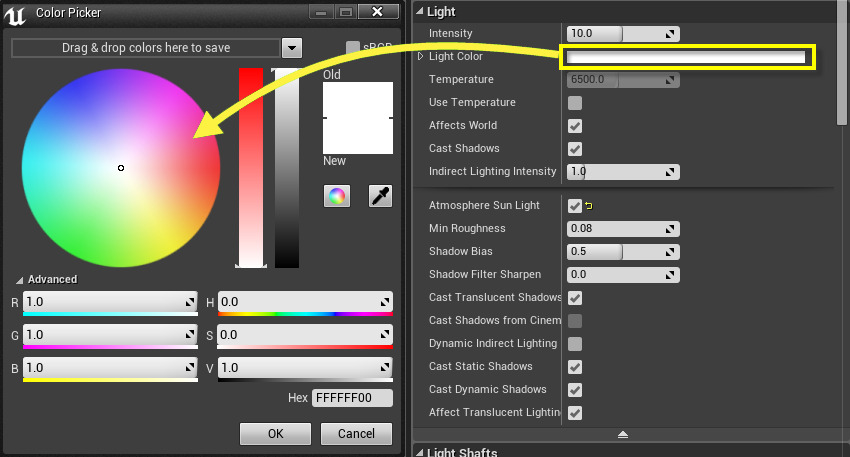 Color Picker
Drag & drop colors here to save
sRGB
Old
New
Advanced
R 1.0 H 0.0
G 1.0 S 0.0
B 1.0 V 1.0
Hex FFFFFF00
OK Cancel
Light
Intensity 10.0
Light Color
Temperature 6500.0
Use Temperature
Affects World
Cast Shadows
Indirect Lighting Intensity 1.0
Atmosphere Sun Light
Min Roughness 0.08
Shadow Bias 0.5
Shadow Filter Sharpen 0.0
Cast Translucent Shadows
Cast Shadows from Cinem
Dynamic Indirect Lighting
Cast Static Shadows
Cast Dynamic Shadows
Affect Translucent Lighting
Light Shafts